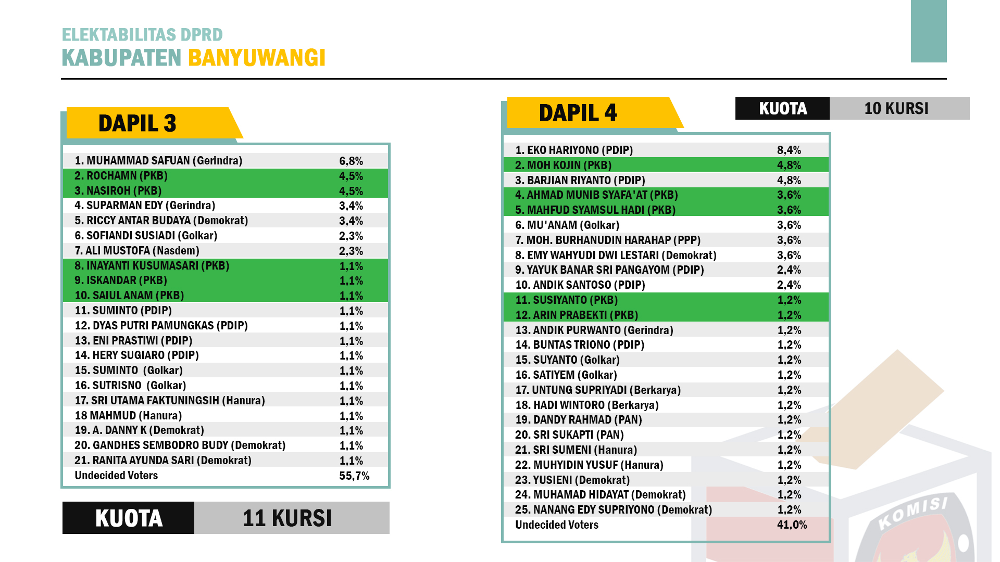 ELEKTABILITAS DPRD
KABUPATEN BANYUWANGI
DAPIL 3
1. MUHAMMAD SAFUAN (Gerindra) 6,8%
2. ROCHAMN (PKB) 4,5%
3. NASIROH (PKB) 4,5%
4. SUPARMAN EDY (Gerindra) 3,4%
5. RICCY ANTAR BUDAYA (Demokrat) 3,4%
6. SOFIANDI SUSIADI (Golkar) 2,3%
7. ALI MUSTOFA (Nasdem) 2,3%
8. INAYANTI KUSUMASARI (PKB) 1,1%
9. ISKANDAR (PKB) 1,1%
10. SAIUL ANAM (PKB) 1,1%
11. SUMINTO (PDIP) 1,1%
12. DYAS PUTRI PAMUNGKAS (PDIP) 1,1%
13. ENI PRASTIWI (PDIP) 1,1%
14. HERY SUGIARO (PDIP) 1,1%
15. SUMINTO (Golkar) 1,1%
16. SUTRISNO (Golkar) 1,1%
17. SRI UTAMA FAKTUNINGSIH (Hanura) 1,1%
18 MAHMUD (Hanura) 1,1%
19. A. DANNY K (Demokrat) 1,1%
20. GANDHES SEMBODRO BUDY (Demokrat) 1,1%
21. RANITA AYUNDA SARI (Demokrat) 1,1%
Undecided Voters 55,7%
KUOTA 11 KURSI
DAPIL 4
KUOTA 10 KURSI
1. EKO HARIYONO (PDIP) 8,4%
2. MOH KOJIN (PKB) 4,8%
3. BARJIAN RIYANTO (PDIP) 4,8%
4. AHMAD MUNIB SYAFA'AT (PKB) 3,6%
5. MAHFUD SYAMSUL HADI (PKB) 3,6%
6. MU'ANAM (Golkar) 3,6%
7. MOH. BURHANUDIN HARAHAP (PPP) 3,6%
8. EMY WAHYUDI DWI LESTARI (Demokrat) 3,6%
9. YAYUK BANAR SRI PANGAYOM (PDIP) 2,4%
10. ANDIK SANTOSO (PDIP) 2,4%
11. SUSIYANTO (PKB) 1,2%
12. ARIN PRABEKTI (PKB) 1,2%
13. ANDIK PURWANTO (Gerindra) 1,2%
14. BUNTAS TRIONO (PDIP) 1,2%
15. SUYANTO (Golkar) 1,2%
16. SATIYEM (Golkar) 1,2%
17. UNTUNG SUPRIYADI (Berkarya) 1,2%
18. HADI WINTORO (Berkarya) 1,2%
19. DANDY RAHMAD (PAN) 1,2%
20. SRI SUKAPTI (PAN) 1,2%
21. SRI SUMENI (Hanura) 1,2%
22. MUHYIDIN YUSUF (Hanura) 1,2%
23. YUSIENI (Demokrat) 1,2%
24. MUHAMAD HIDAYAT (Demokrat) 1,2%
25. NANANG EDY SUPRIYONO (Demokrat) 1,2%
Undecided Voters 41,0%
KOMISI